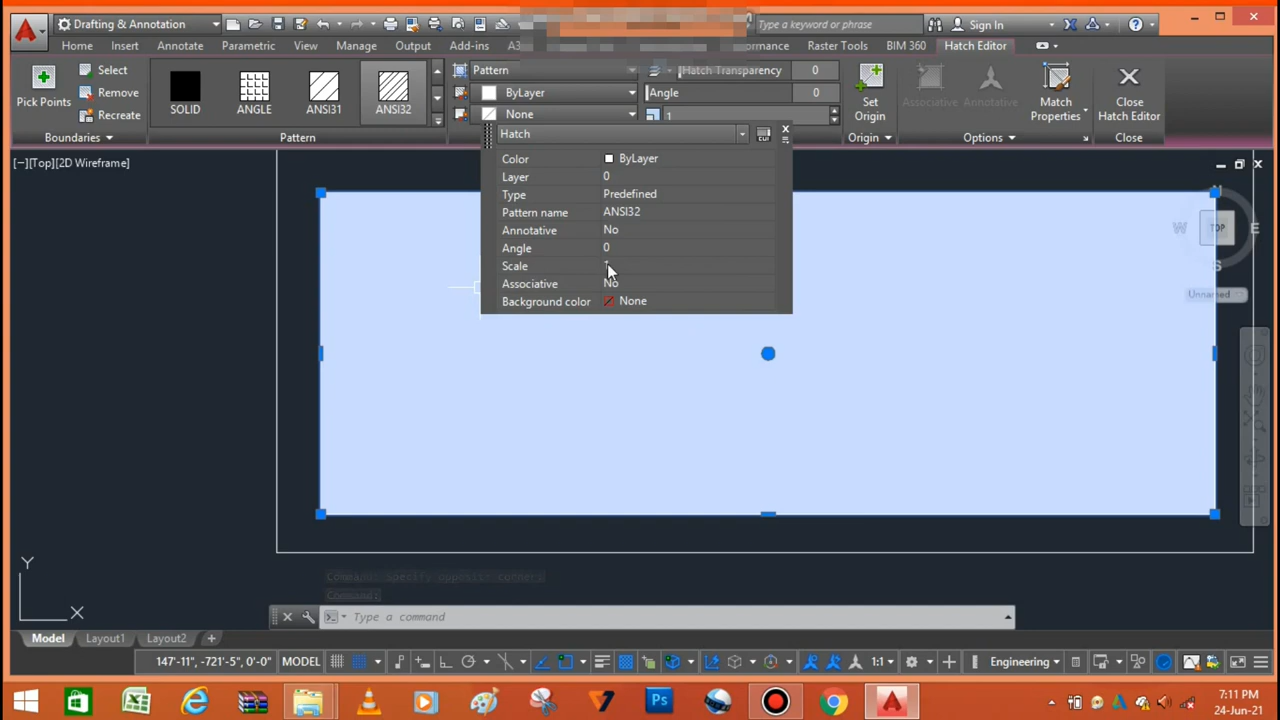 Drafting & Annotation
Type a keyword or phrase
Sign In
Home Insert Annotate Parametric View Manage Output Add-ins Raster Tools BIM 360 Hatch Editor
Pick Points
Select
Remove
Recreate
SOLID ANGLE ANSI31 ANSI32
Pattern
ByLayer
None
Hatch Transparency 0
Angle 0
1
Set Origin
Associative
Annotative
Match Properties
Close Hatch Editor
Boundaries Pattern Origin Options Close
Hatch
Color ByLayer
Layer 0
Type Predefined
Pattern name ANSI32
Annotative No
Angle 0
Scale
Associative No
Background color None
[−][Top][2D Wireframe]
N
W TOP E
S
Unnamed
Y
X
Command: Specify opposite corner:
Command:
Type a command
Model Layout1 Layout2 +
147'-11", -721'-5", 0'-0" MODEL 1:1 Engineering
7:11 PM
24-Jun-21